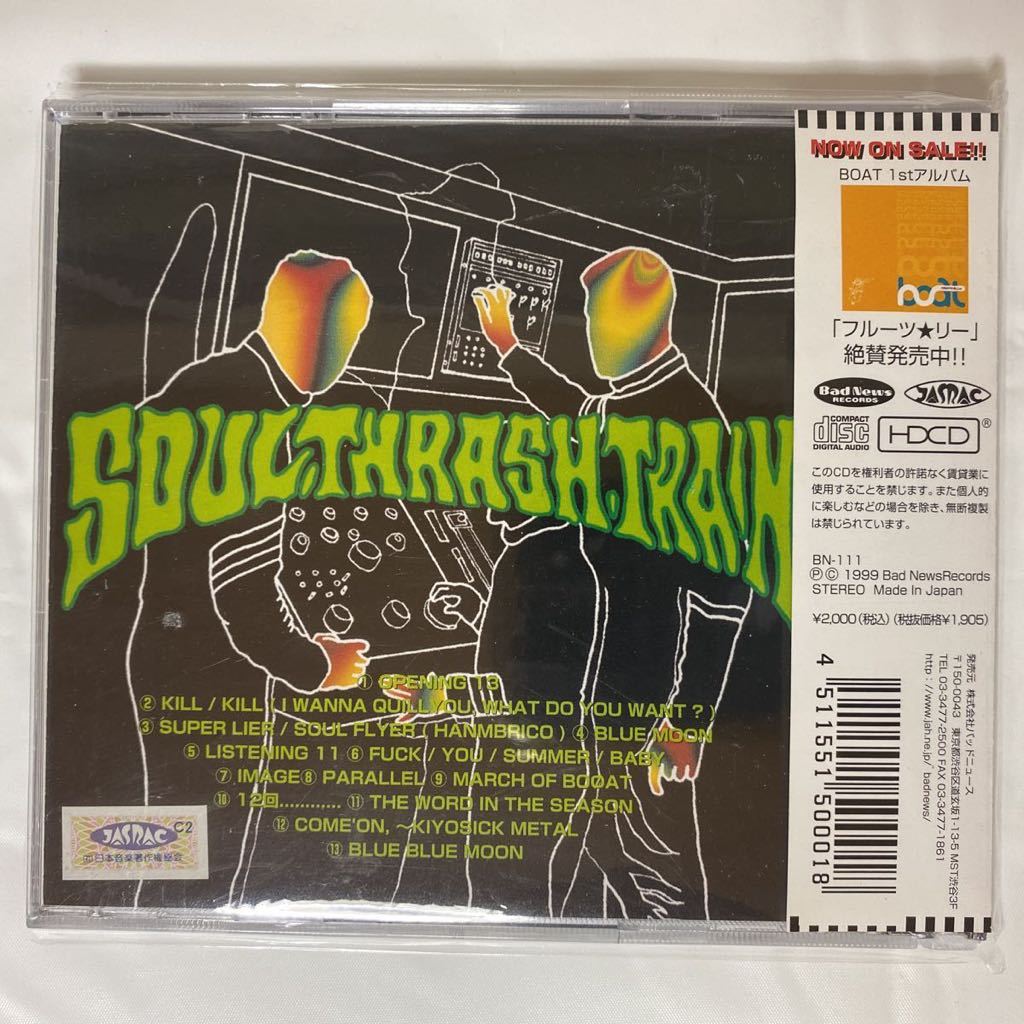 SOUL.THRASH.TRAIN
① OPENING 13
② KILL / KILL ( I WANNA QUILLYOU, WHAT DO YOU WANT ? )
③ SUPER LIER / SOUL FLYER ( HANMBRICO ) ④ BLUE MOON
⑤ LISTENING 11 ⑥ FUCK / YOU / SUMMER / BABY
⑦ IMAGE ⑧ PARALLEL ⑨ MARCH OF BOOAT
⑩ 12回............ ⑪ THE WORD IN THE SEASON
⑫ COME'ON, ~KIYOSICK METAL
⑬ BLUE BLUE MOON
JASRAC C2
日本音楽著作権協会
NOW ON SALE!!
BOAT 1stアルバム
boat
「フルーツ★リー」
絶賛発売中!!
Bad News
RECORDS
JASRAC
COMPACT
disc
DIGITAL AUDIO
HDCD®
このCDを権利者の許諾なく賃貸業に
使用することを禁じます。また個人的
に楽しむなどの場合を除き、無断複製
は禁じられています。
BN-111
ⓅⒸ 1999 Bad NewsRecords
STEREO Made In Japan
¥2,000(税込)(税抜価格¥1,905)
発売元 株式会社バッドニュース
〒150-0043 東京都渋谷区道玄坂1-13-5 MST渋谷3F
TEL 03-3477-2500 FAX 03-3477-1861
http://www.jah.ne.jp/~badnews/
4 511551 500018